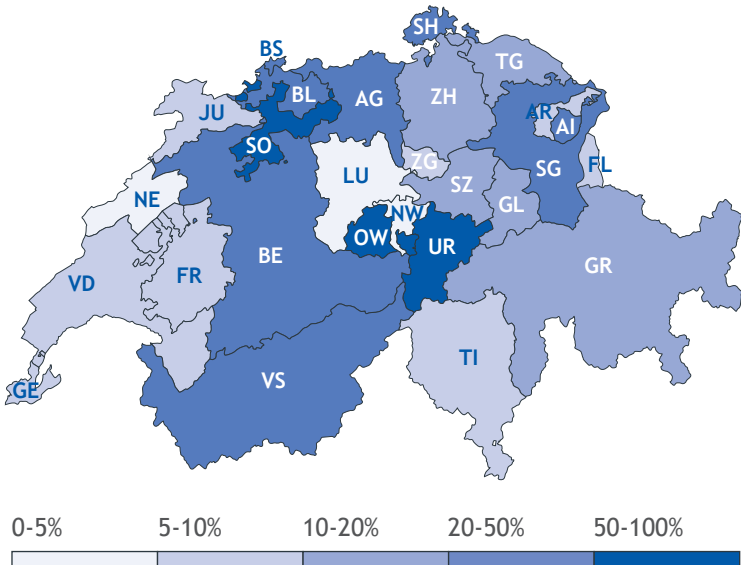 SH
BS
TG
BL
AG
ZH
JU
AR
AI
SO
ZG
LU
SZ
SG
FL
NE
NW
GL
OW
UR
BE
FR
VD
GR
TI
VS
GE
0-5%
5-10%
10-20%
20-50%
50-100%